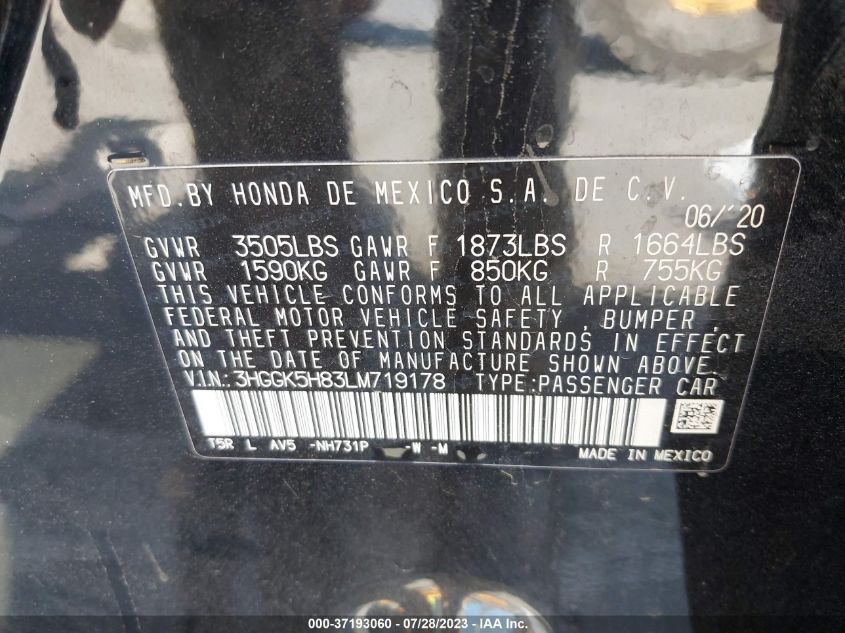 MFD.BY HONDA DE MEXICO S.A. DE C.V.
06/'20
GVWR 3505LBS GAWR F 1873LBS R 1664LBS
GVWR 1590KG GAWR F 850KG R 755KG
THIS VEHICLE CONFORMS TO ALL APPLICABLE
FEDERAL MOTOR VEHICLE SAFETY , BUMPER ,
AND THEFT PREVENTION STANDARDS IN EFFECT
ON THE DATE OF MANUFACTURE SHOWN ABOVE.
V.I.N.: 3HGGK5H83LM719178 TYPE:PASSENGER CAR
T5R L AV5 -NH731P -W -M
MADE IN MEXICO
000-37193060 / 07/28/2023 - © IAA Inc.